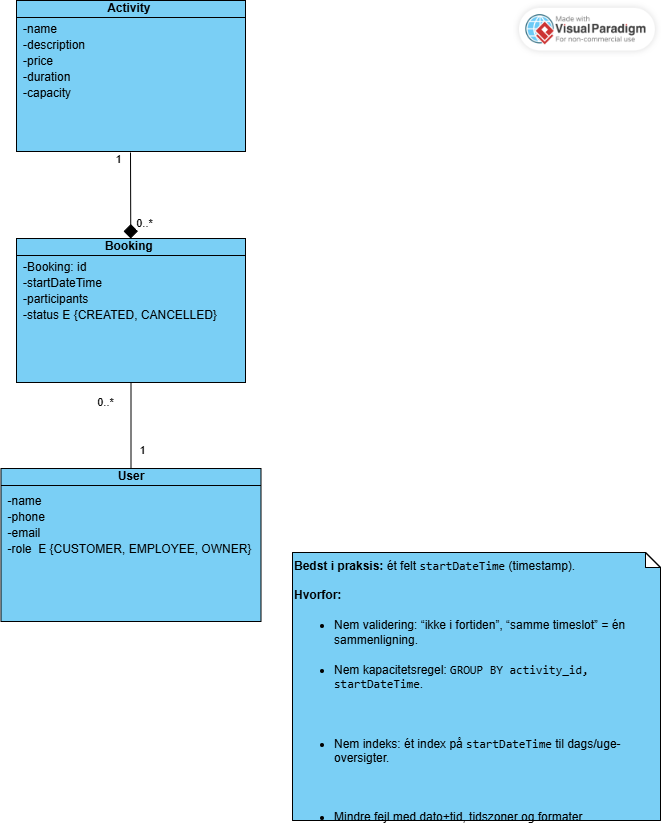 Activity
-name
-description
-price
-duration
-capacity
Made with
VisualParadigm
For non-commercial use
1
0..*
Booking
-Booking: id
-startDateTime
-participants
-status E {CREATED, CANCELLED}
0..*
1
User
-name
-phone
-email
-role  E {CUSTOMER, EMPLOYEE, OWNER}
Bedst i praksis: ét felt startDateTime (timestamp).
Hvorfor:
• Nem validering: “ikke i fortiden”, “samme timeslot” = én
sammenligning.
• Nem kapacitetsregel: GROUP BY activity_id,
startDateTime.
• Nem indeks: ét index på startDateTime til dags/uge-
oversigter.
• Mindre fejl med dato+tid, tidszoner og formater